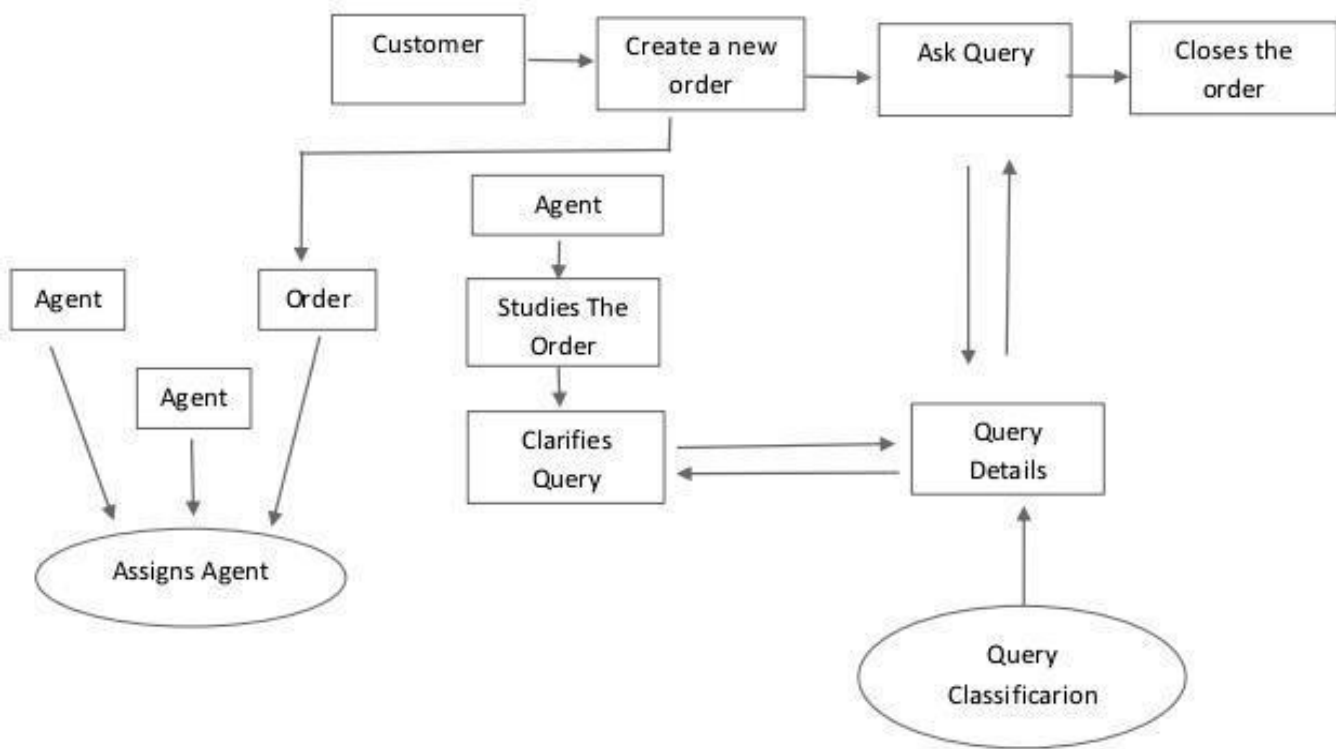 Customer
Create a new
order
Ask Query
Closes the
order
Agent
Agent
Order
Studies The
Order
Agent
Clarifies
Query
Query
Details
Assigns Agent
Query
Classificarion